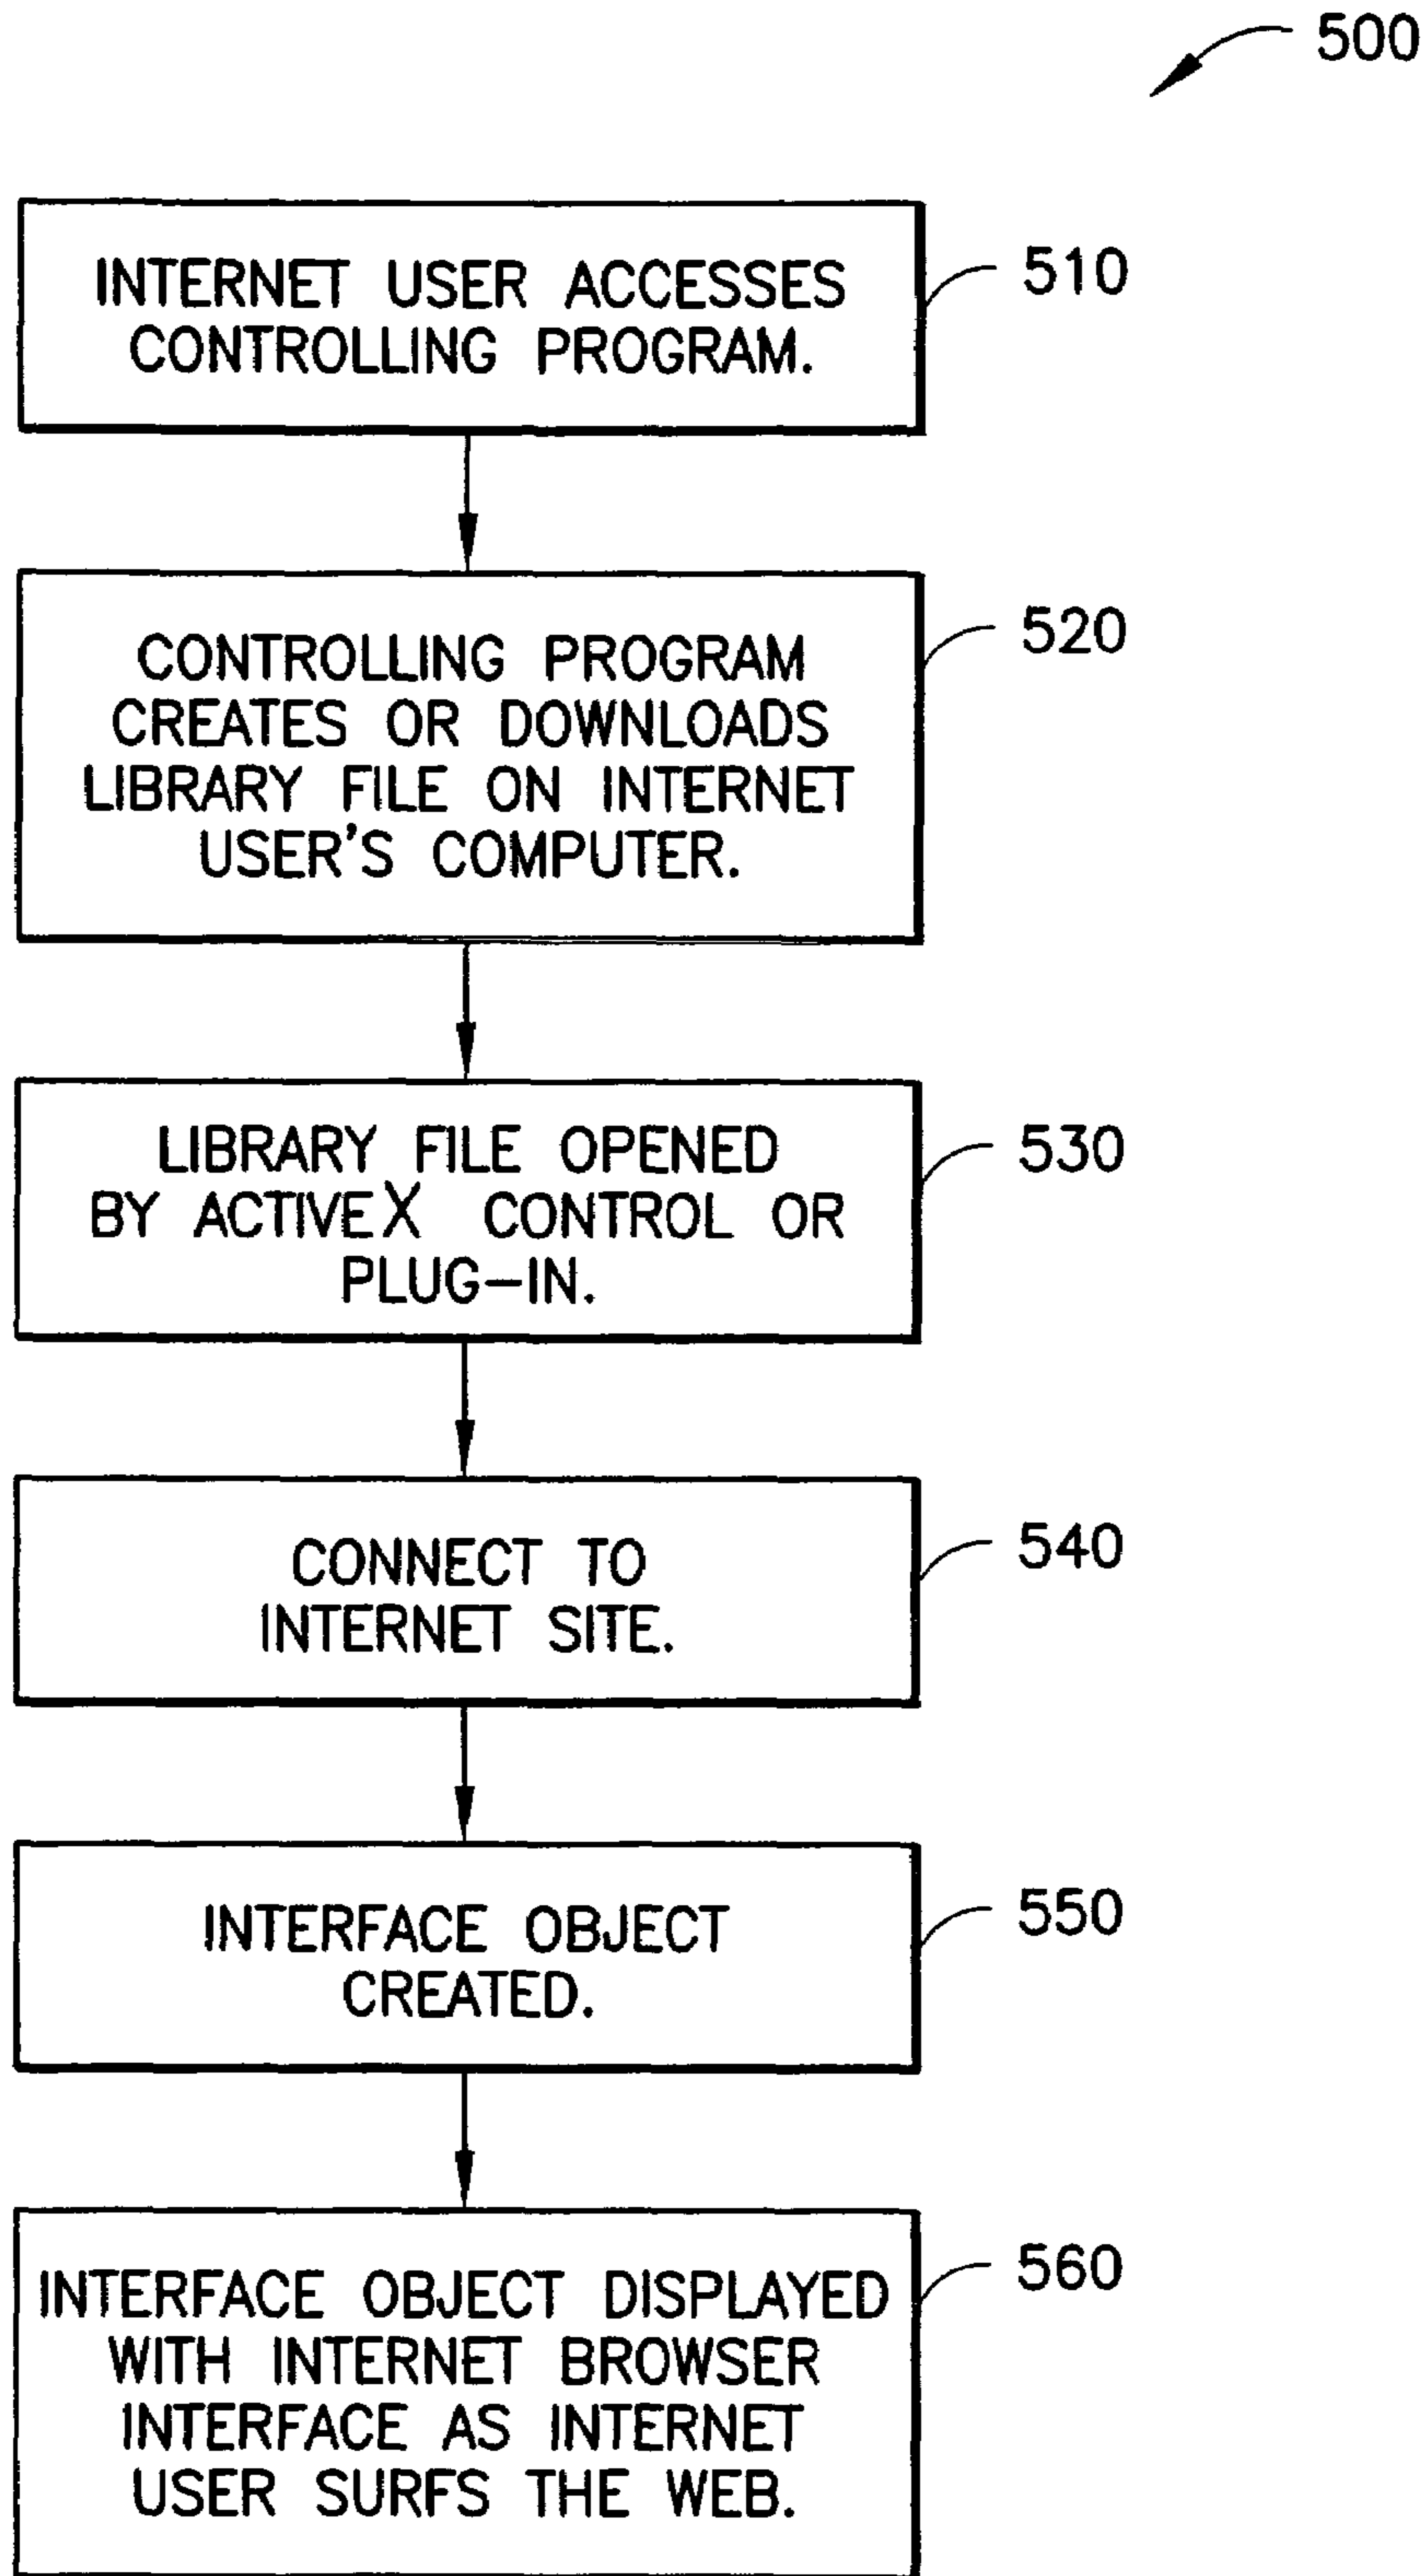 500
INTERNET USER ACCESSES
CONTROLLING PROGRAM.
510
CONTROLLING PROGRAM
CREATES OR DOWNLOADS
LIBRARY FILE ON INTERNET
USER'S COMPUTER.
520
LIBRARY FILE OPENED
BY ACTIVEX CONTROL OR
PLUG-IN.
530
CONNECT TO
INTERNET SITE.
540
INTERFACE OBJECT
CREATED.
550
INTERFACE OBJECT DISPLAYED
WITH INTERNET BROWSER
INTERFACE AS INTERNET
USER SURFS THE WEB.
560